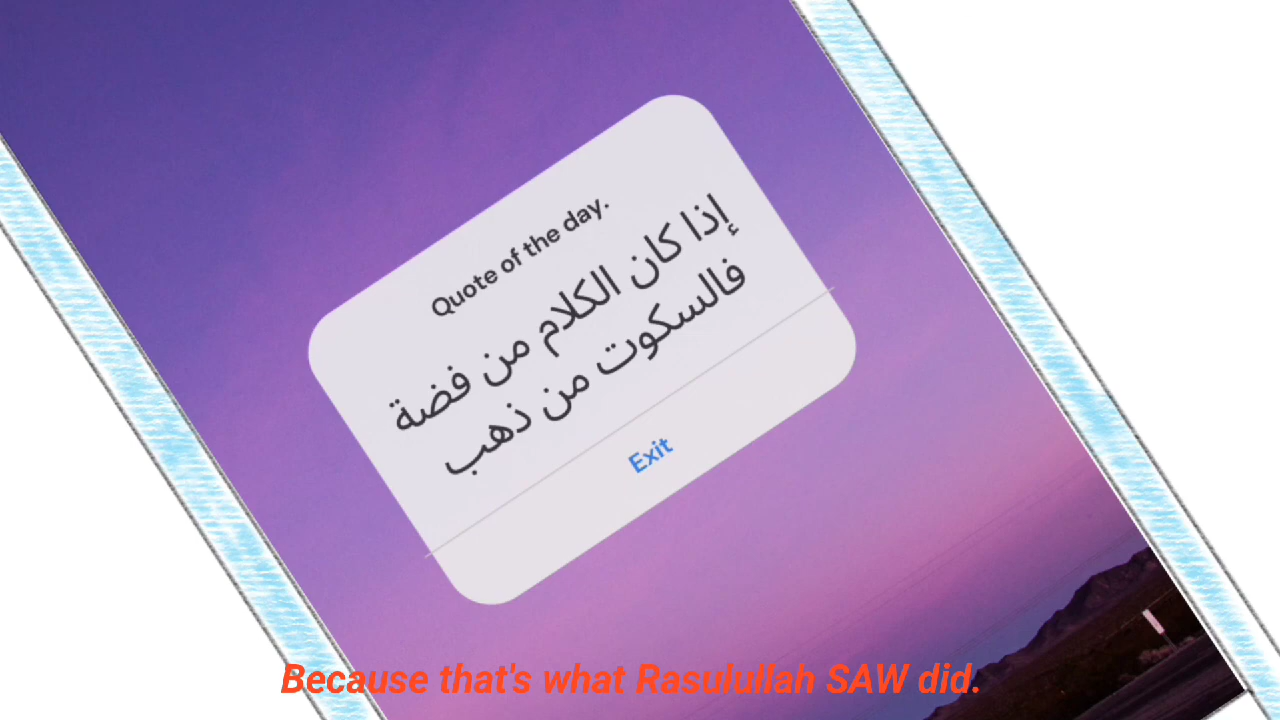 Quote of the day.
إذا كان الكلام من فضة
فالسكوت من ذهب
Exit
Because that's what Rasulullah SAW did.